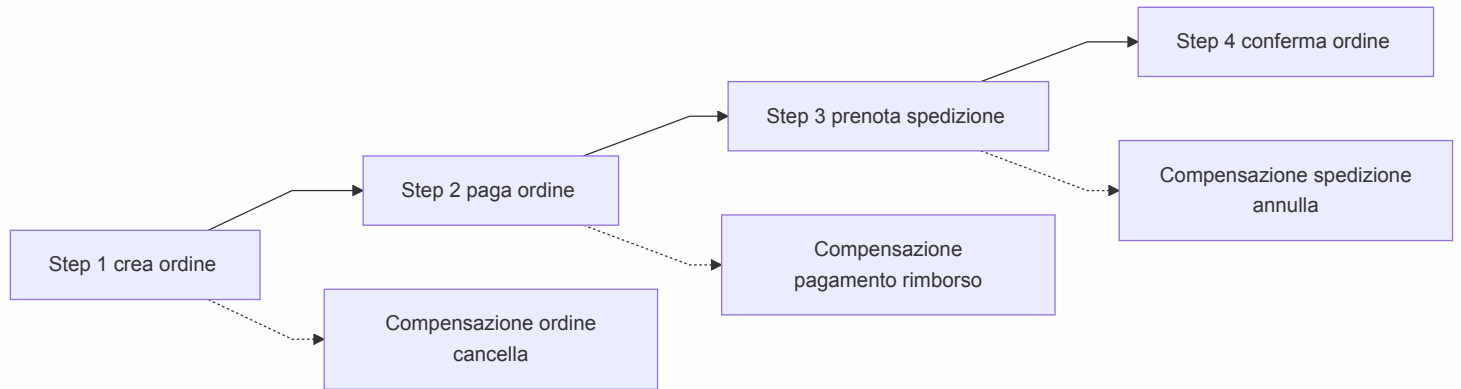 Step 4 conferma ordine
Step 3 prenota spedizione
Compensazione spedizione
annulla
Step 2 paga ordine
Compensazione
pagamento rimborso
Step 1 crea ordine
Compensazione ordine
cancella